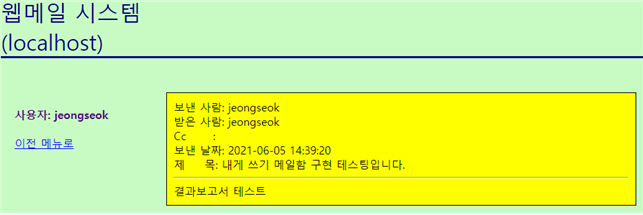 웹메일 시스템
(localhost)
사용자: jeongseok
이전 메뉴로
보낸 사람: jeongseok
받은 사람: jeongseok
Cc :
보낸 날짜: 2021-06-05 14:39:20
제 목: 내게 쓰기 메일함 구현 테스팅입니다.
결과보고서 테스트